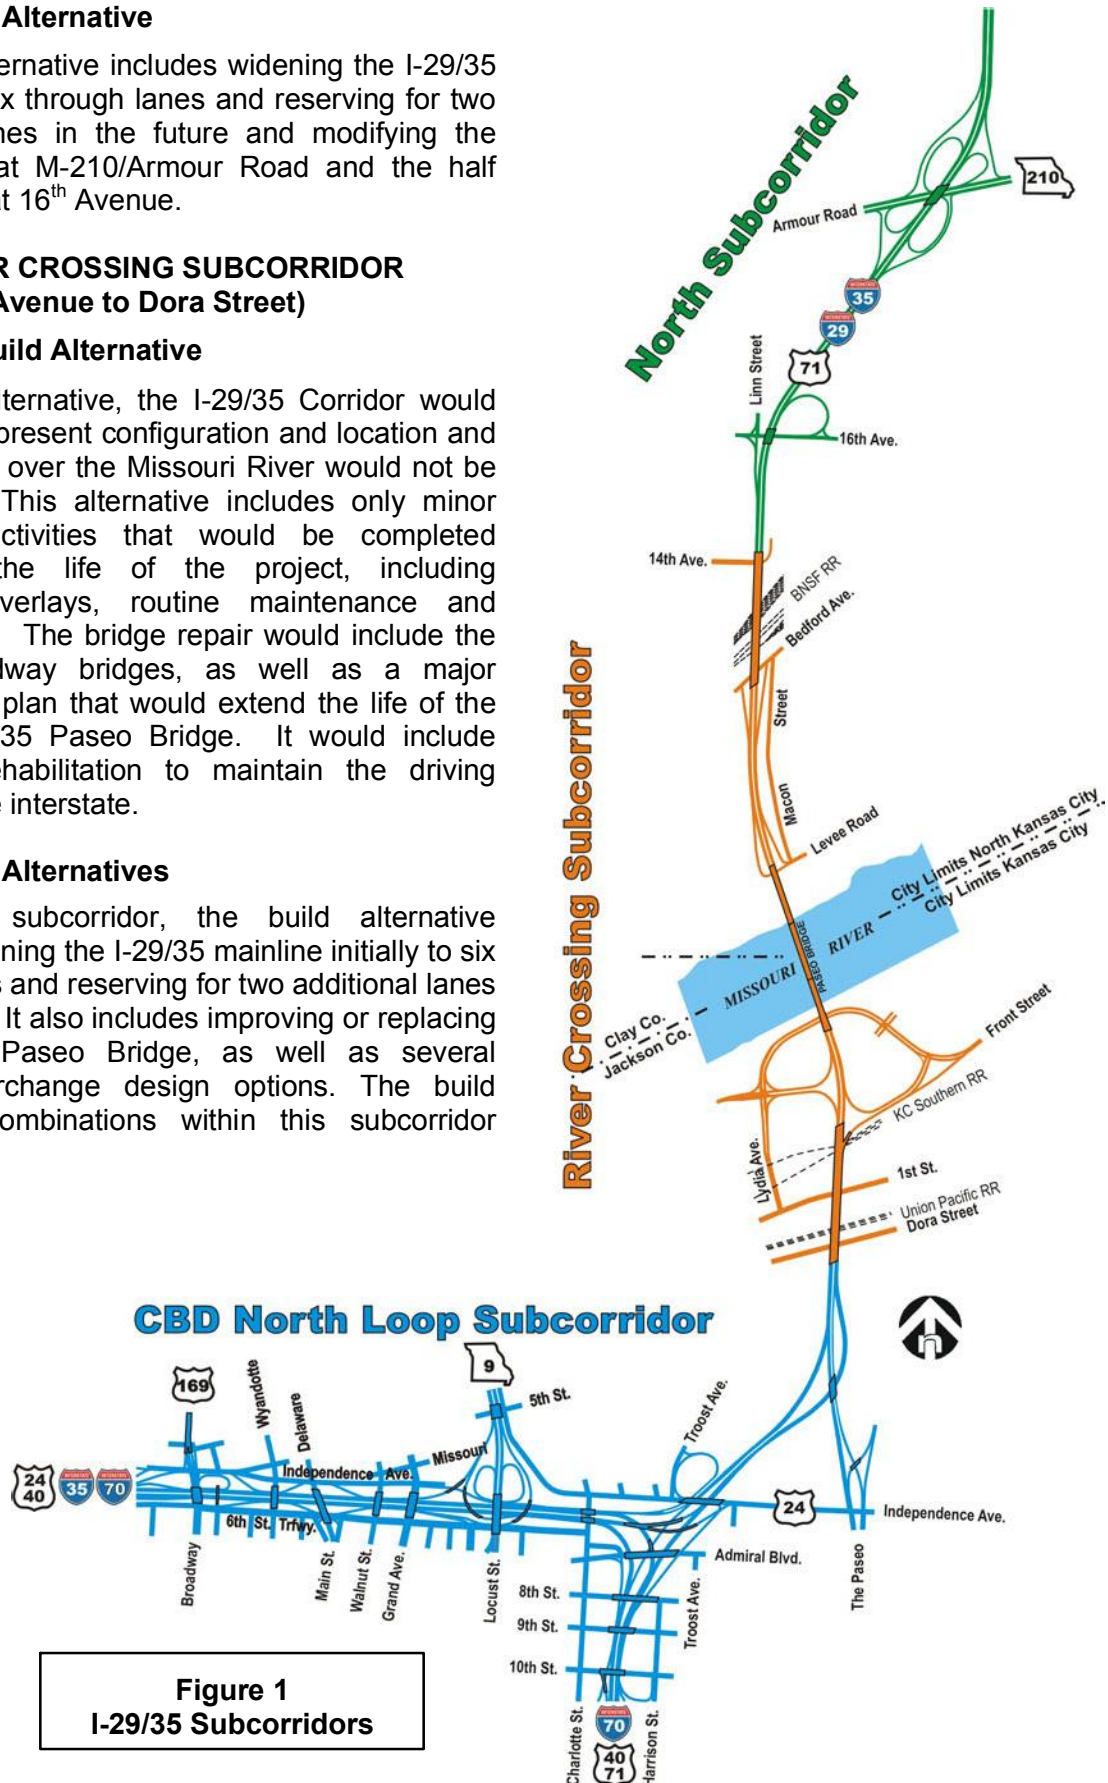 Alternative
ernative includes widening the I-29/35
x through lanes and reserving for two
nes in the future and modifying the
at M-210/Armour Road and the half
at 16th Avenue.
R CROSSING SUBCORRIDOR
Avenue to Dora Street)
uild Alternative
lternative, the I-29/35 Corridor would
present configuration and location and
over the Missouri River would not be
This alternative includes only minor
ctivities that would be completed
the life of the project, including
verlays, routine maintenance and
The bridge repair would include the
dway bridges, as well as a major
plan that would extend the life of the
35 Paseo Bridge. It would include
ehabilitation to maintain the driving
e interstate.
Alternatives
subcorridor, the build alternative
ning the I-29/35 mainline initially to six
s and reserving for two additional lanes
It also includes improving or replacing
Paseo Bridge, as well as several
rchange design options. The build
ombinations within this subcorridor
North Subcorridor
210
Armour Road
INTERSTATE
35
INTERSTATE
29
71
Linn Street
16th Ave.
River Crossing Subcorridor
14th Ave.
BNSF RR
Bedford Ave.
Macon Street
Levee Road
City Limits North Kansas City
City Limits Kansas City
MISSOURI RIVER
PASEO BRIDGE
Clay Co.
Jackson Co.
Front Street
KC Southern RR
Lydia Ave.
1st St.
Union Pacific RR
Dora Street
n
CBD North Loop Subcorridor
169
Wyandotte
Delaware
9
5th St.
Missouri
Troost Ave.
24
40
INTERSTATE
35
INTERSTATE
70
Independence Ave.
6th St. Trfwy.
24
Independence Ave.
Broadway
Main St.
Walnut St.
Grand Ave.
Locust St.
Admiral Blvd.
8th St.
9th St.
10th St.
Troost Ave.
The Paseo
Charlotte St.
Harrison St.
INTERSTATE
70
40
71
Figure 1
I-29/35 Subcorridors